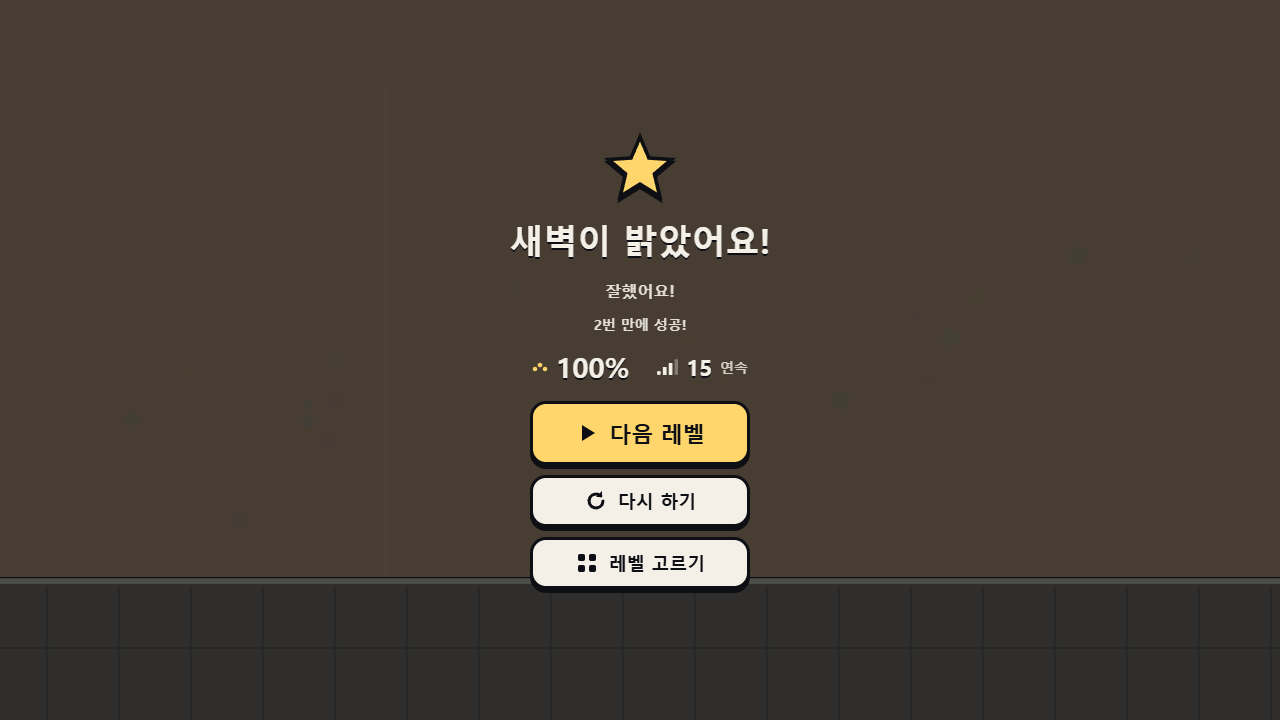 새벽이 밝았어요!
잘했어요!
2번 만에 성공!
100% 15 연속
다음 레벨
다시 하기
레벨 고르기